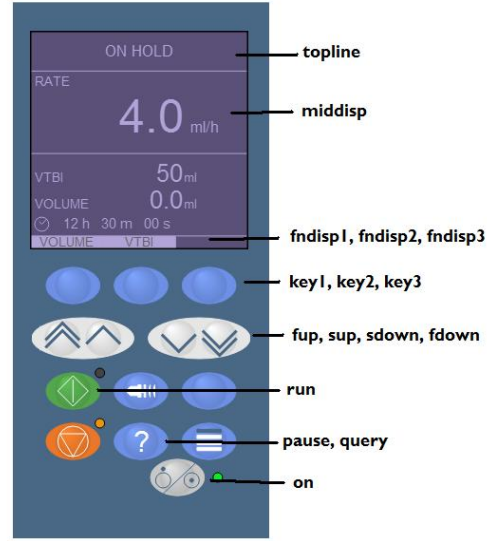 ON HOLD
topline
RATE
4.0 ml/h
middisp
VTBI 50ml
VOLUME 0.0ml
12 h 30 m 00 s
VOLUME VTBI
fndisp1, fndisp2, fndisp3
key1, key2, key3
fup, sup, sdown, fdown
run
?
pause, query
on